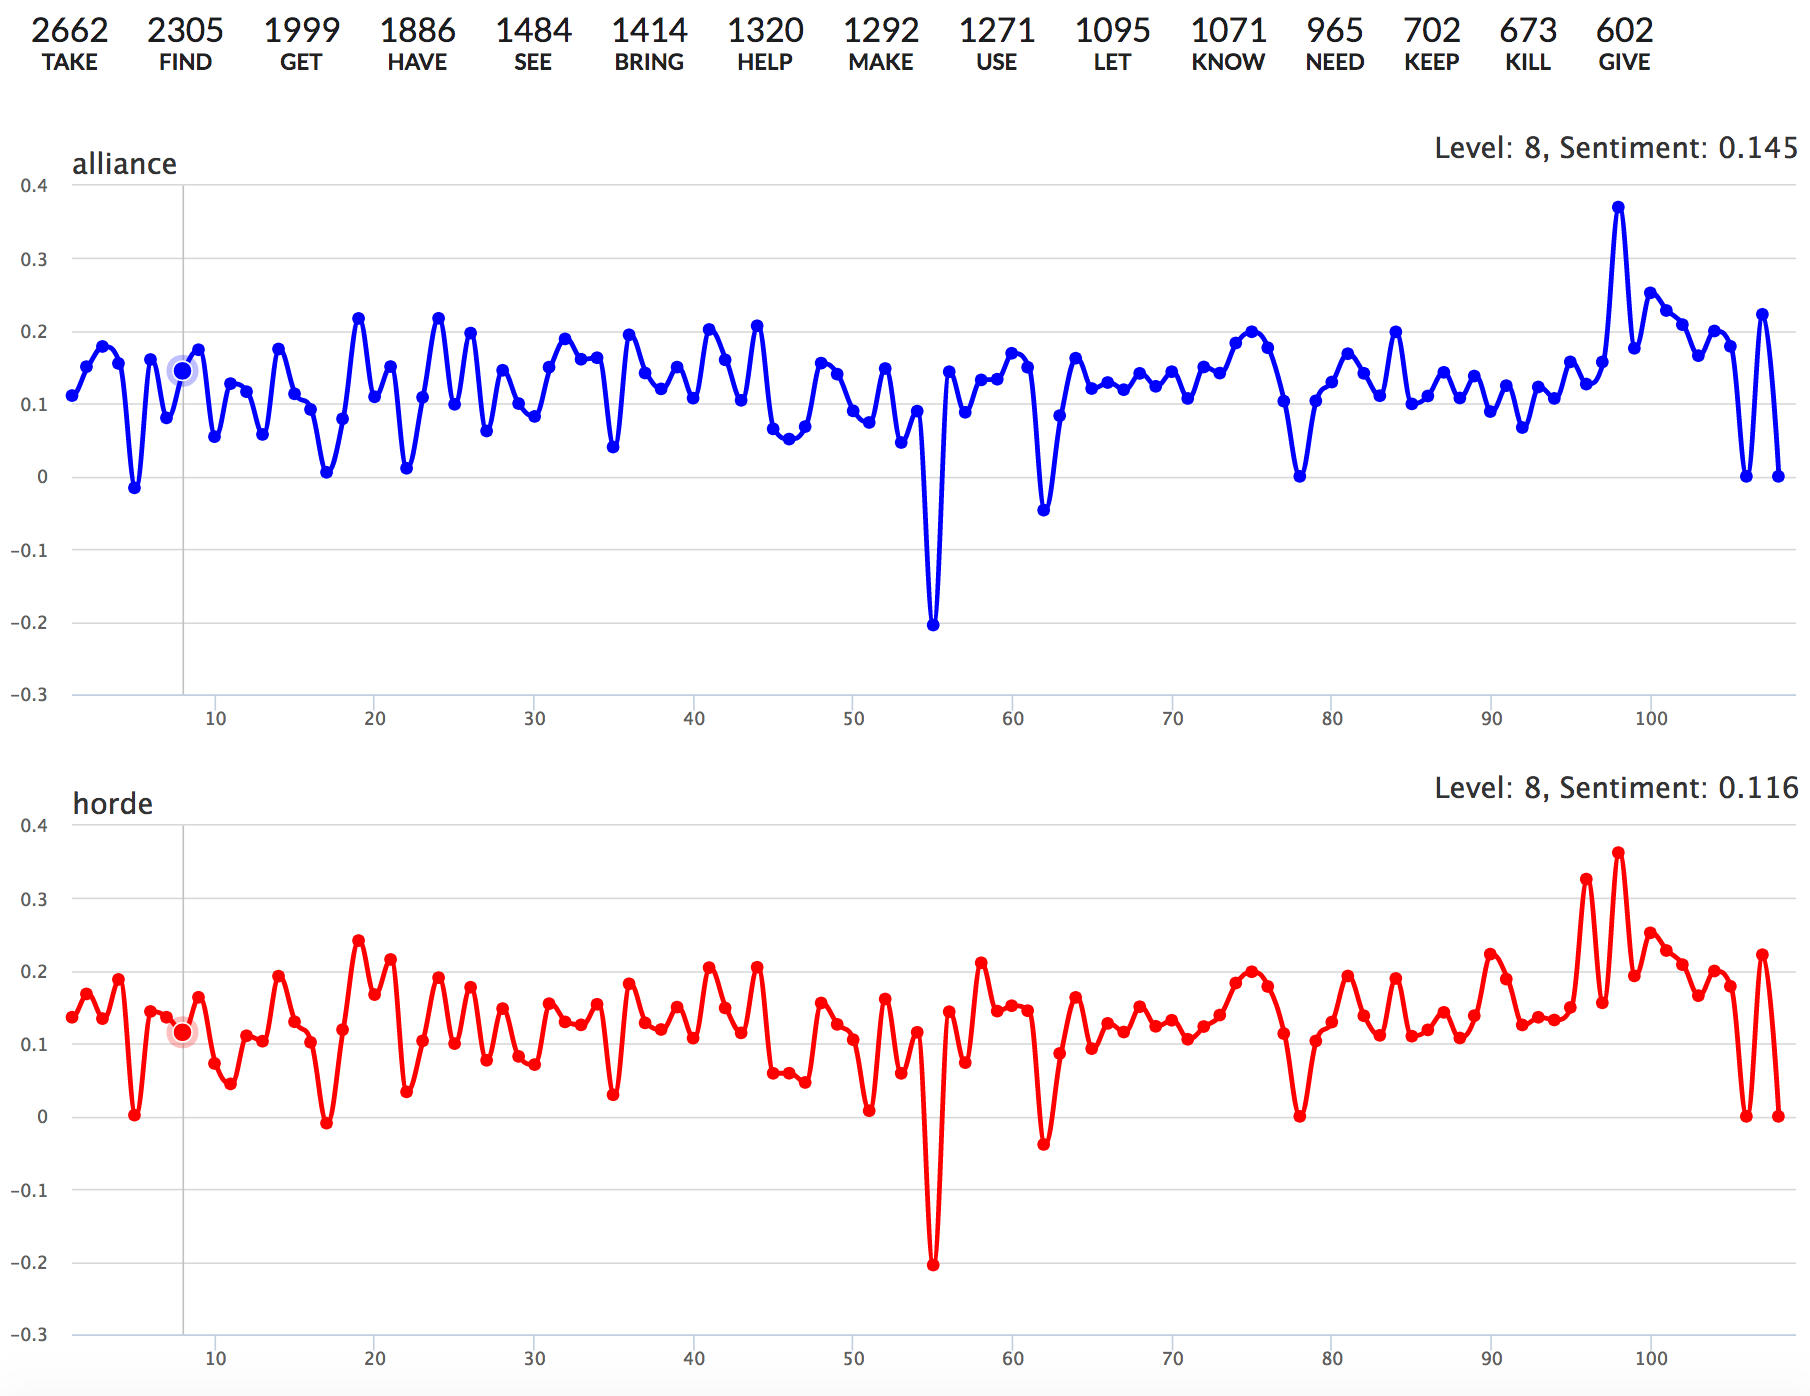 2662 2305 1999 1886 1484 1414 1320 1292 1271 1095 1071 965 702 673 602
TAKE FIND GET HAVE SEE BRING HELP MAKE USE LET KNOW NEED KEEP KILL GIVE
alliance
Level: 8, Sentiment: 0.145
0.4
0.3
0.2
0.1
0
−0.1
−0.2
−0.3
10 20 30 40 50 60 70 80 90 100
horde
Level: 8, Sentiment: 0.116
0.4
0.3
0.2
0.1
0
−0.1
−0.2
−0.3
10 20 30 40 50 60 70 80 90 100